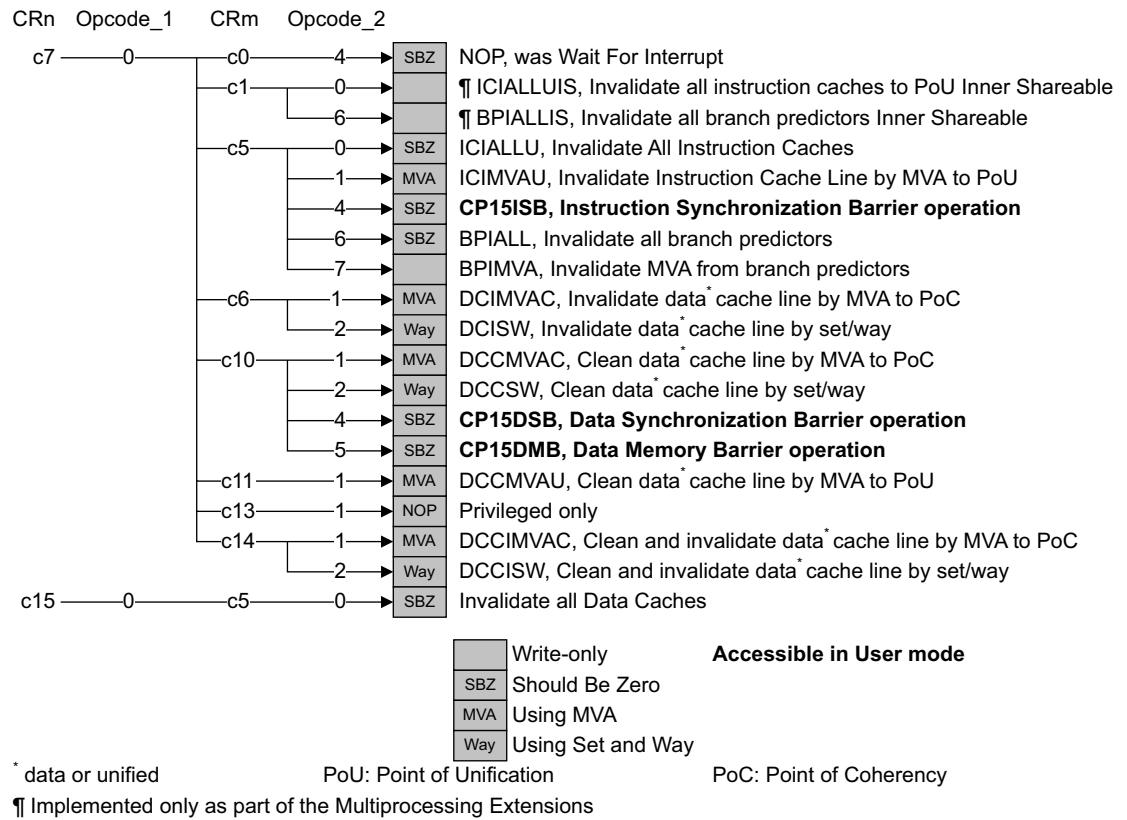 CRn Opcode_1 CRm Opcode_2
c7 0 c0 4 SBZ NOP, was Wait For Interrupt
c1 0 ¶ ICIALLUIS, Invalidate all instruction caches to PoU Inner Shareable
6 ¶ BPIALLIS, Invalidate all branch predictors Inner Shareable
c5 0 SBZ ICIALLU, Invalidate All Instruction Caches
1 MVA ICIMVAU, Invalidate Instruction Cache Line by MVA to PoU
4 SBZ CP15ISB, Instruction Synchronization Barrier operation
6 SBZ BPIALL, Invalidate all branch predictors
7 BPIMVA, Invalidate MVA from branch predictors
c6 1 MVA DCIMVAC, Invalidate data* cache line by MVA to PoC
2 Way DCISW, Invalidate data* cache line by set/way
c10 1 MVA DCCMVAC, Clean data* cache line by MVA to PoC
2 Way DCCSW, Clean data* cache line by set/way
4 SBZ CP15DSB, Data Synchronization Barrier operation
5 SBZ CP15DMB, Data Memory Barrier operation
c11 1 MVA DCCMVAU, Clean data* cache line by MVA to PoU
c13 1 NOP Privileged only
c14 1 MVA DCCIMVAC, Clean and invalidate data* cache line by MVA to PoC
2 Way DCCISW, Clean and invalidate data* cache line by set/way
c15 0 c5 0 SBZ Invalidate all Data Caches
Write-only Accessible in User mode
SBZ Should Be Zero
MVA Using MVA
Way Using Set and Way
* data or unified PoU: Point of Unification PoC: Point of Coherency
¶ Implemented only as part of the Multiprocessing Extensions